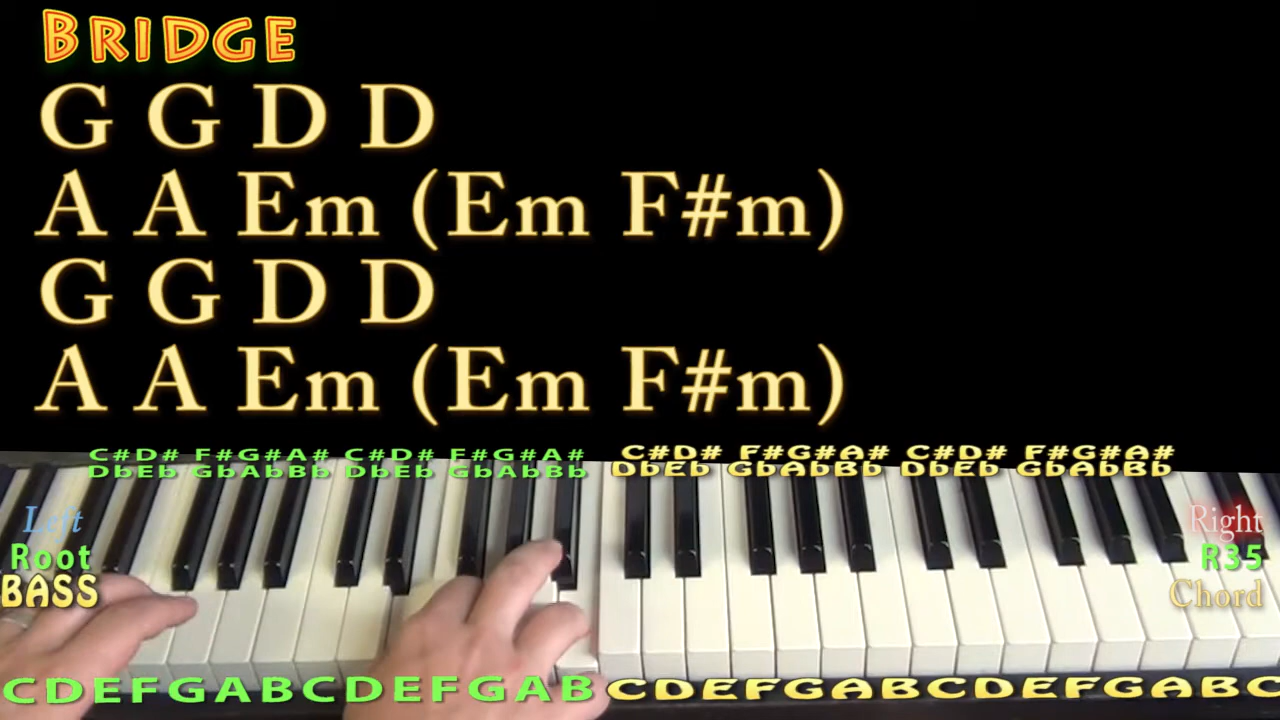 BRIDGE
G G D D
A A Em (Em F#m)
G G D D
A A Em (Em F#m)
C#D# F#G#A# C#D# F#G#A# C#D# F#G#A# C#D# F#G#A#
DbEb GbAbBb DbEb GbAbBb DbEb GbAbBb DbEb GbAbBb
Left
Root
BASS
Right
R35
Chord
CDEFGABCDEFGAB CDEFGABCDEFGABC